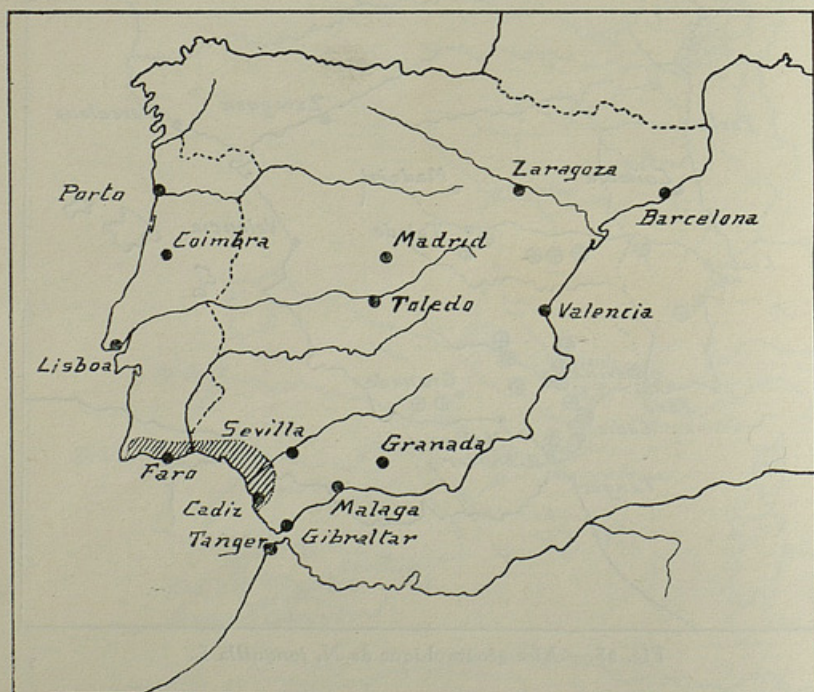 Zaragoza
Porto
Barcelona
Coimbra
Madrid
Toledo
Valencia
Lisboa
Sevilla
Granada
Faro
Cadiz
Malaga
Tanger
Gibraltar